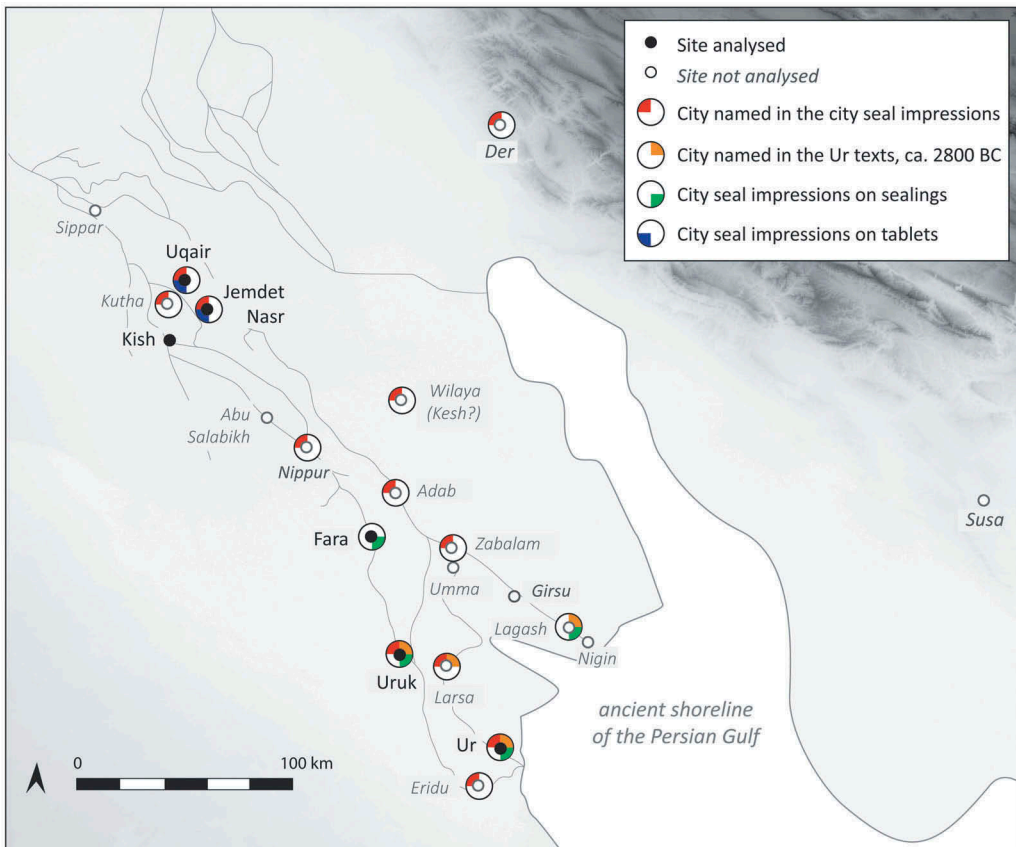 Site analysed
Site not analysed
City named in the city seal impressions
City named in the Ur texts, ca. 2800 BC
City seal impressions on sealings
City seal impressions on tablets
Der
Sippar
Uqair
Kutha
Jemdet
Nasr
Kish
Wilaya
(Kesh?)
Abu
Salabikh
Nippur
Adab
Susa
Fara
Zabalam
Umma
Girsu
Lagash
Nigin
Uruk
Larsa
ancient shoreline
of the Persian Gulf
Ur
0 100 km
Eridu